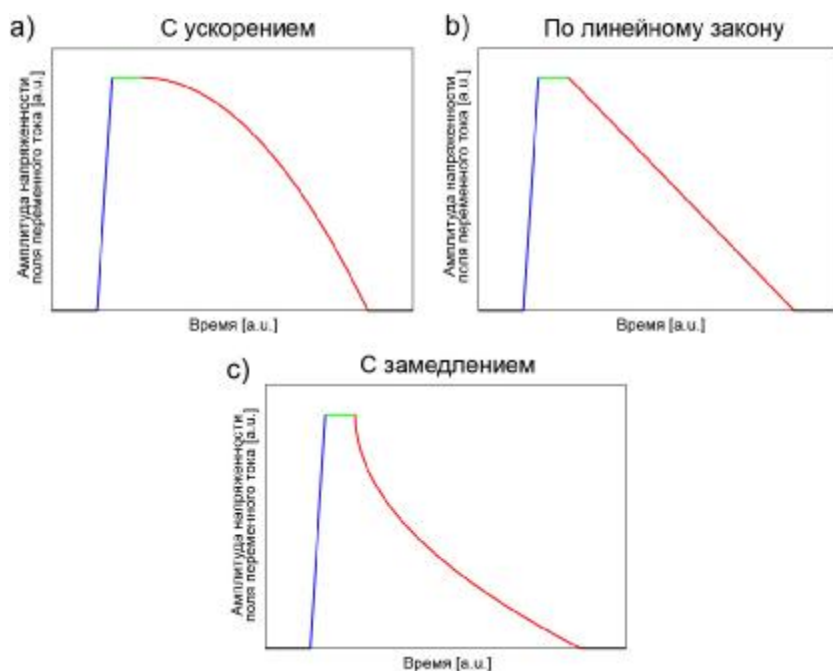 a)
С ускорением
Амплитуда напряженности
поля переменного тока [a.u.]
Время [a.u.]
b)
По линейному закону
Амплитуда напряженности
поля переменного тока [a.u.]
Время [a.u.]
c)
С замедлением
Амплитуда напряженности
поля переменного тока [a.u.]
Время [a.u.]